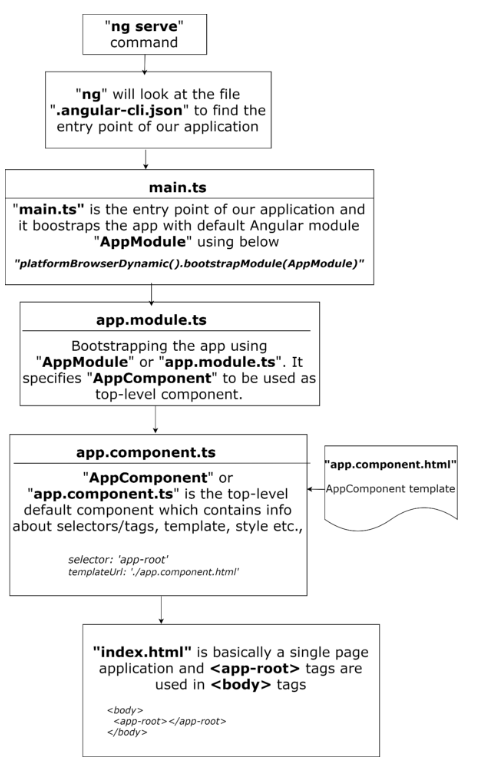 "ng serve"
command
"ng" will look at the file
".angular-cli.json" to find the
entry point of our application
main.ts
"main.ts" is the entry point of our application and
it boostraps the app with default Angular module
"AppModule" using below
"platformBrowserDynamic().bootstrapModule(AppModule)"
app.module.ts
Bootstrapping the app using
"AppModule" or "app.module.ts". It
specifies "AppComponent" to be used as
top-level component.
app.component.ts
"AppComponent" or
"app.component.ts" is the top-level
default component which contains info
about selectors/tags, template, style etc.,
selector: 'app-root'
templateUrl: './app.component.html'
"app.component.html"
AppComponent template
"index.html" is basically a single page
application and <app-root> tags are
used in <body> tags
<body>
<app-root></app-root>
</body>